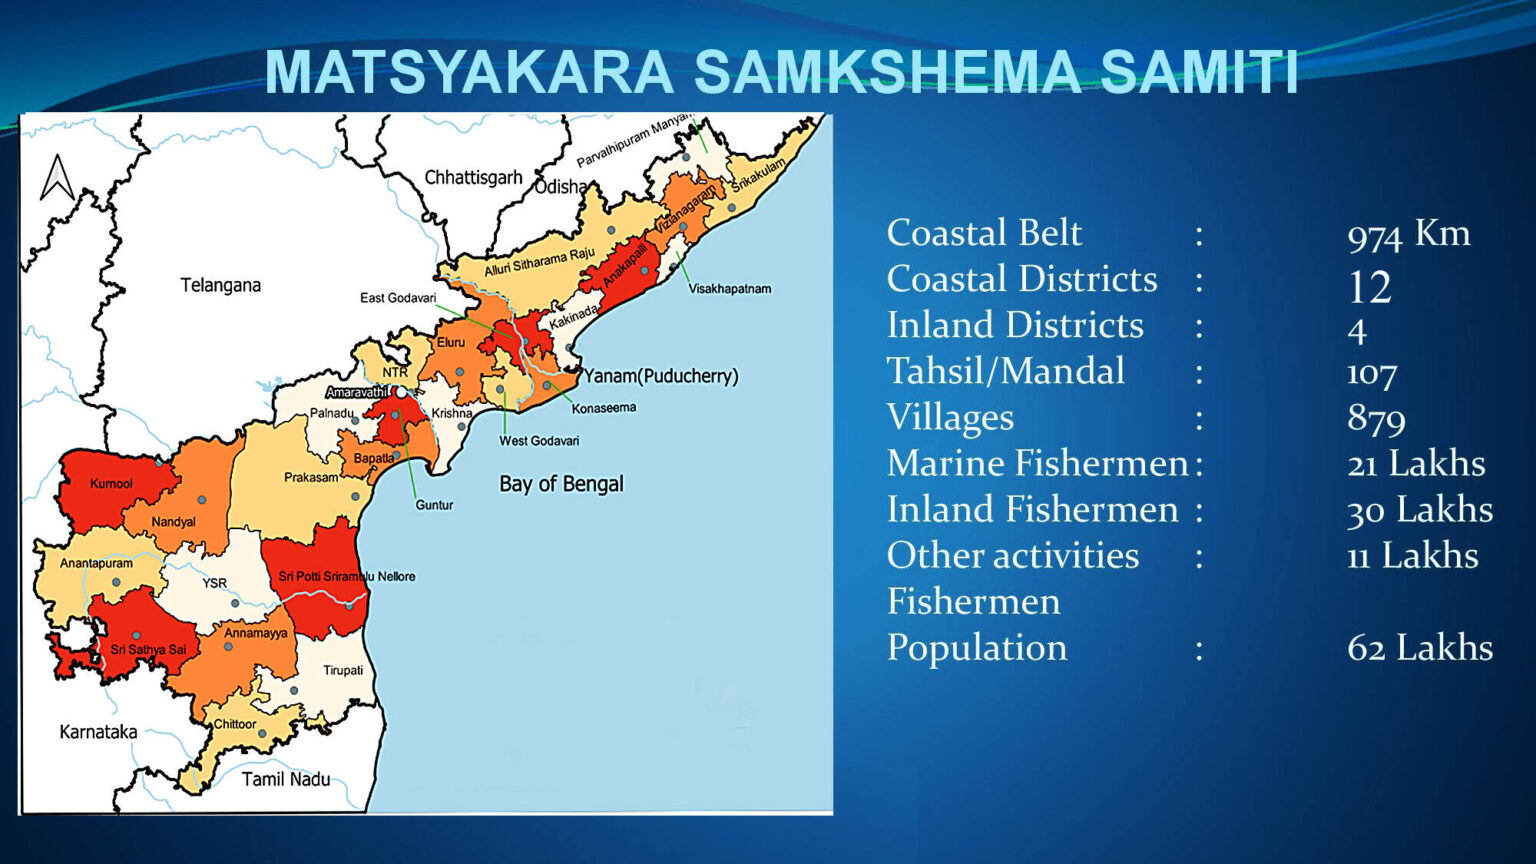 MATSYAKARA SAMKSHEMA SAMITI
Parvathipuram Manyam
Chhattisgarh
Odisha
Srikakulam
Vizianagaram
Alluri Sitharama Raju
Anakapalli
Telangana
Visakhapatnam
East Godavari
Kakinada
Eluru
NTR
Yanam(Puducherry)
Amaravathi
Konaseema
Palnadu
Krishna
West Godavari
Bapatla
Prakasam
Bay of Bengal
Kurnool
Guntur
Nandyal
Anantapuram
YSR
Sri Potti Sriramulu Nellore
Annamayya
Sri Sathya Sai
Tirupati
Chittoor
Karnataka
Tamil Nadu
Coastal Belt : 974 Km
Coastal Districts : 12
Inland Districts : 4
Tahsil/Mandal : 107
Villages : 879
Marine Fishermen : 21 Lakhs
Inland Fishermen : 30 Lakhs
Other activities : 11 Lakhs
Fishermen
Population : 62 Lakhs